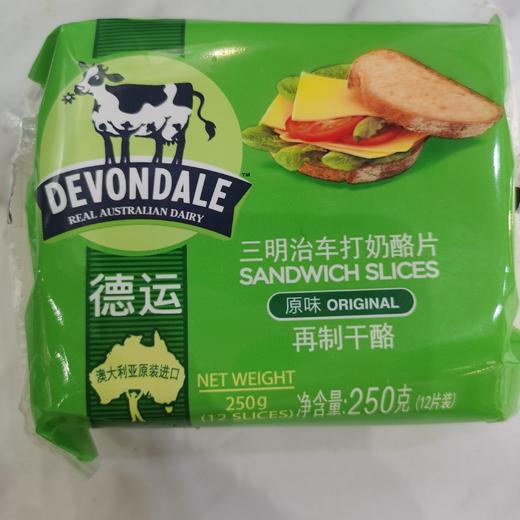 DEVONDALE™
REAL AUSTRALIAN DAIRY
德运
澳大利亚原装进口
三明治车打奶酪片
SANDWICH SLICES
原味 ORIGINAL
再制干酪
NET WEIGHT
250g
(12 SLICES)
净含量:250克(12片装)